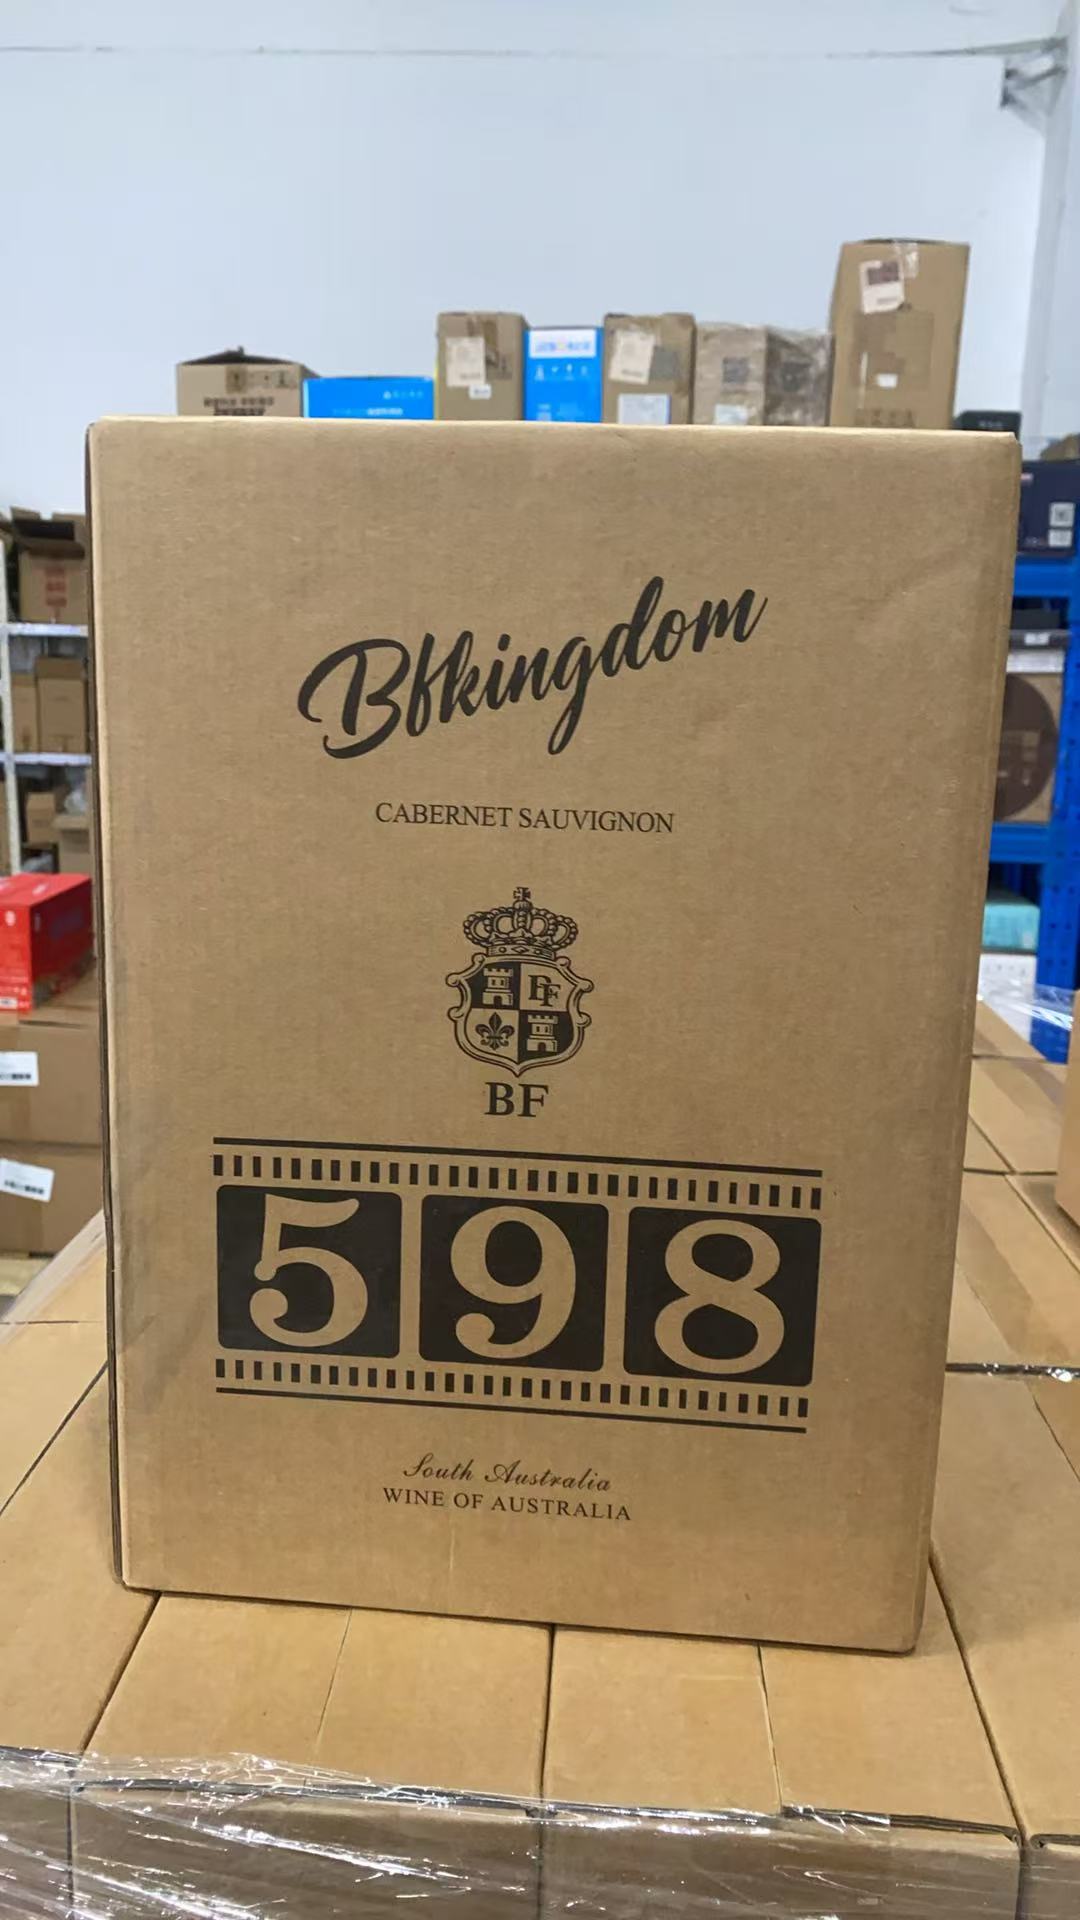 Bfkingdom
CABERNET SAUVIGNON
BF
BF
598
South Australia
WINE OF AUSTRALIA